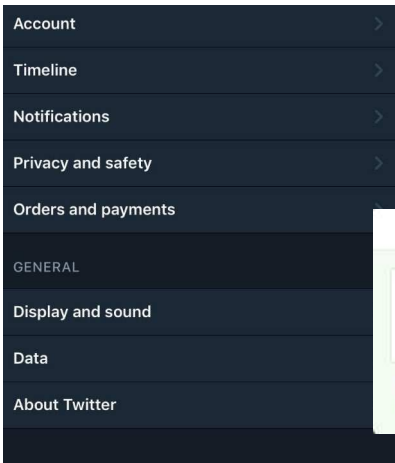 Account
Timeline
Notifications
Privacy and safety
Orders and payments
GENERAL
Display and sound
Data
About Twitter